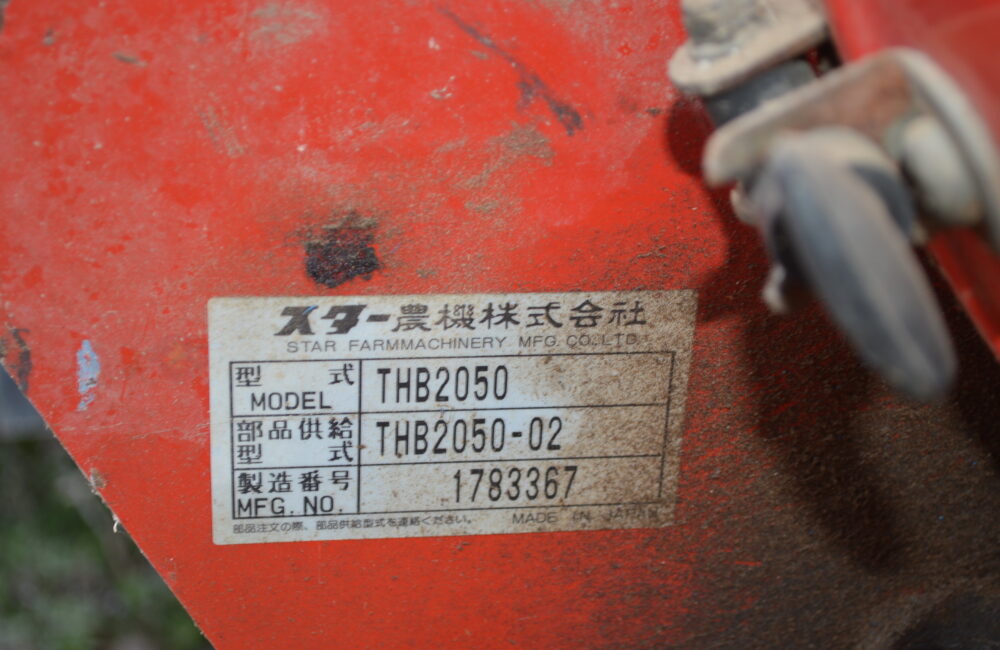 スター農機株式会社
STAR FARMMACHINERY MFG. CO., LTD.
型式 THB2050
MODEL
部品供給 THB2050-02
型式
製造番号 1783367
MFG. NO.
部品注文の際、部品供給型式を連絡ください。 MADE IN JAPAN